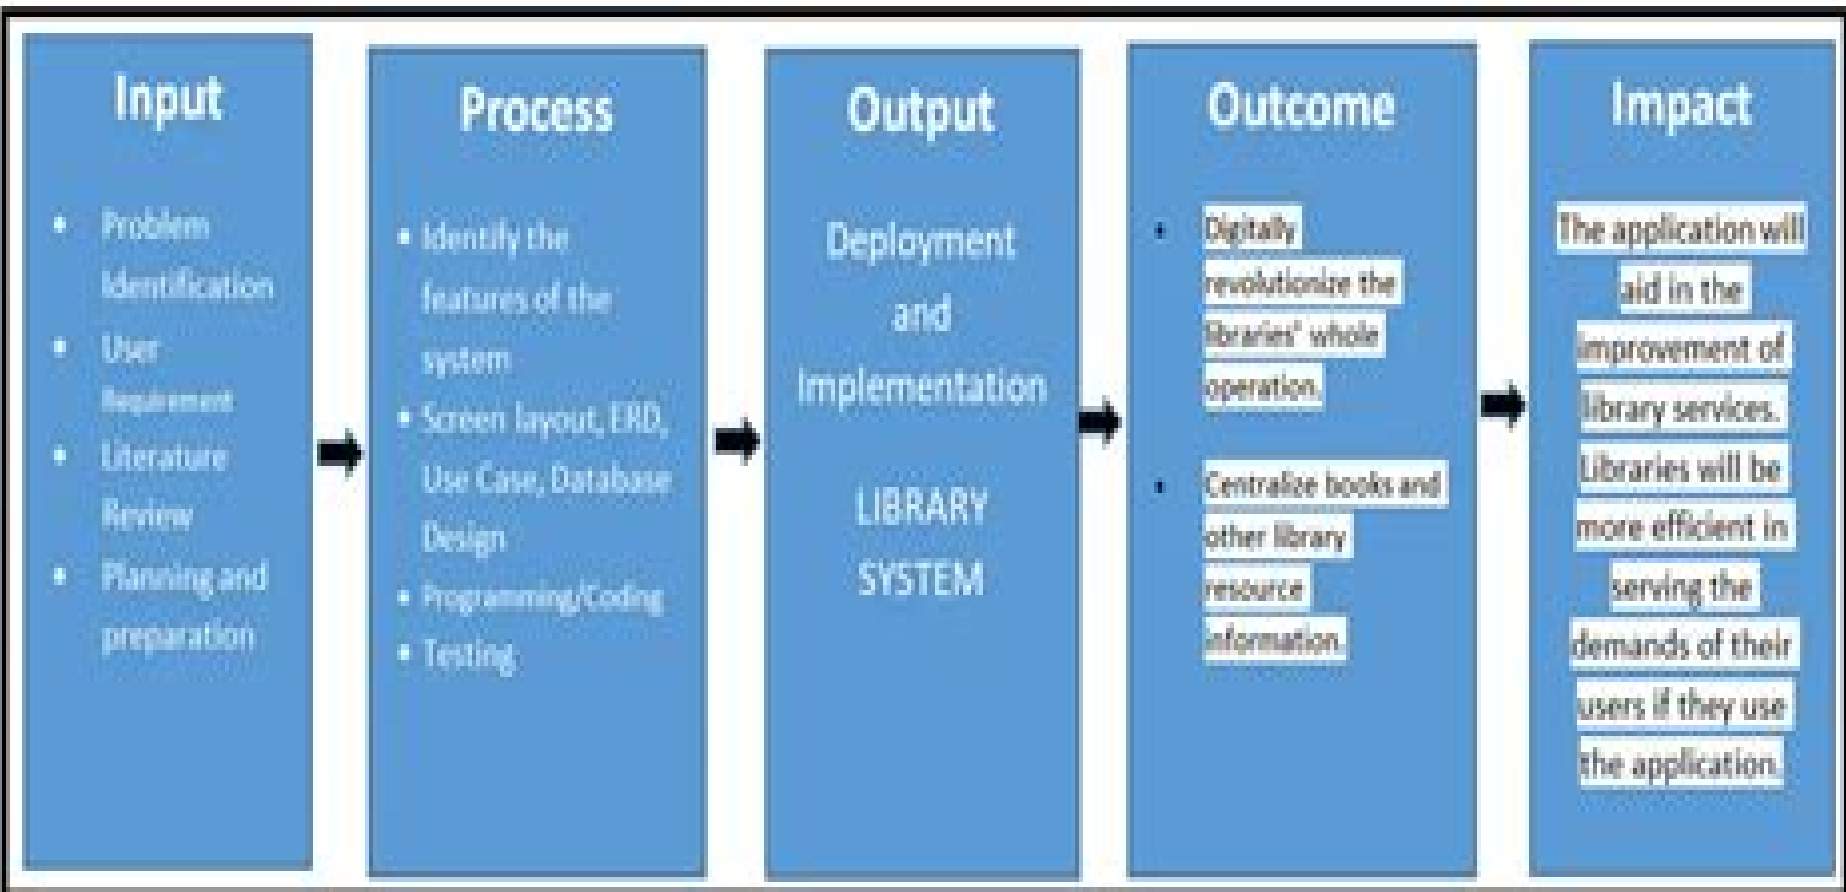 Input
• Problem
Identification
• User
Requirement
• Literature
Review
• Planning and
preparation
Process
• Identify the
features of the
system
• Screen layout, ERD,
Use Case, Database
Design
• Programming/Coding
• Testing
Output
Deployment
and
Implementation
LIBRARY
SYSTEM
Outcome
• Digitally
revolutionize the
libraries' whole
operation.
• Centralize books and
other library
resource
information.
Impact
The application will
aid in the
improvement of
library services.
Libraries will be
more efficient in
serving the
demands of their
users if they use
the application.